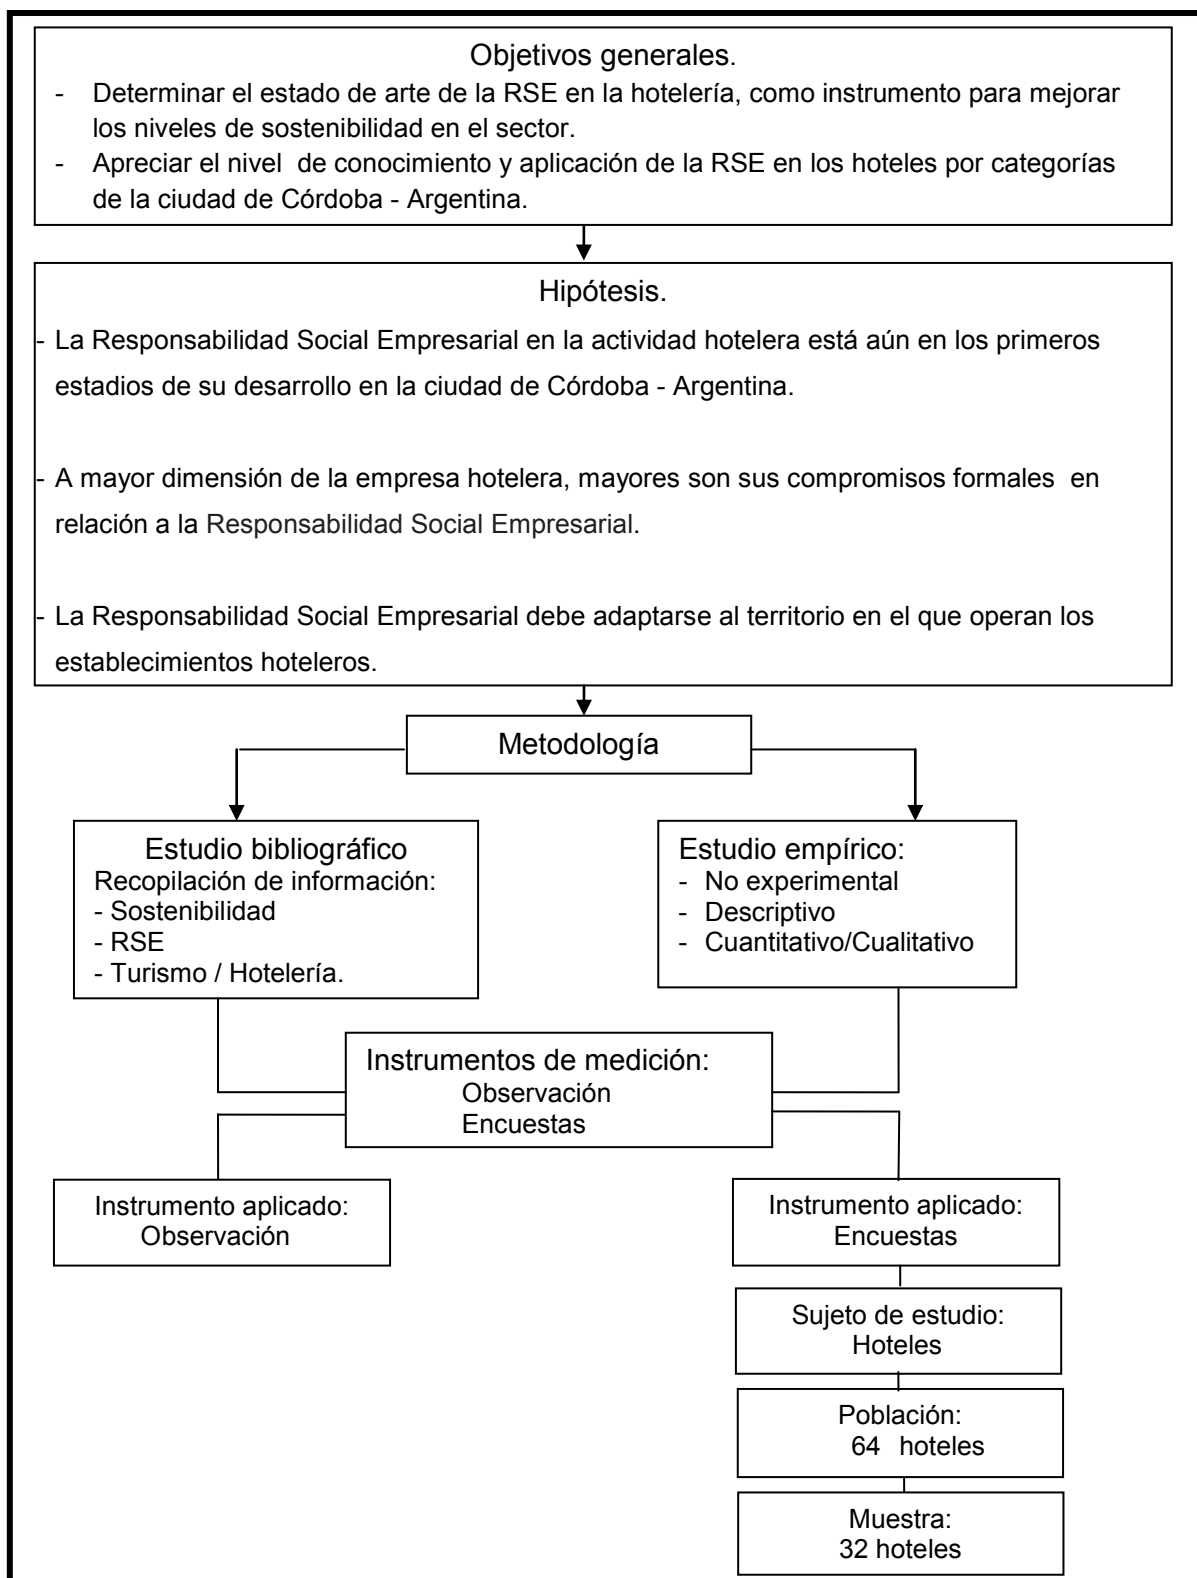 Objetivos generales.
- Determinar el estado de arte de la RSE en la hotelería, como instrumento para mejorar
los niveles de sostenibilidad en el sector.
- Apreciar el nivel de conocimiento y aplicación de la RSE en los hoteles por categorías
de la ciudad de Córdoba - Argentina.
Hipótesis.
- La Responsabilidad Social Empresarial en la actividad hotelera está aún en los primeros
estadios de su desarrollo en la ciudad de Córdoba - Argentina.
- A mayor dimensión de la empresa hotelera, mayores son sus compromisos formales en
relación a la Responsabilidad Social Empresarial.
- La Responsabilidad Social Empresarial debe adaptarse al territorio en el que operan los
establecimientos hoteleros.
Metodología
Estudio bibliográfico
Recopilación de información:
- Sostenibilidad
- RSE
- Turismo / Hotelería.
Estudio empírico:
- No experimental
- Descriptivo
- Cuantitativo/Cualitativo
Instrumentos de medición:
Observación
Encuestas
Instrumento aplicado:
Observación
Instrumento aplicado:
Encuestas
Sujeto de estudio:
Hoteles
Población:
64 hoteles
Muestra:
32 hoteles